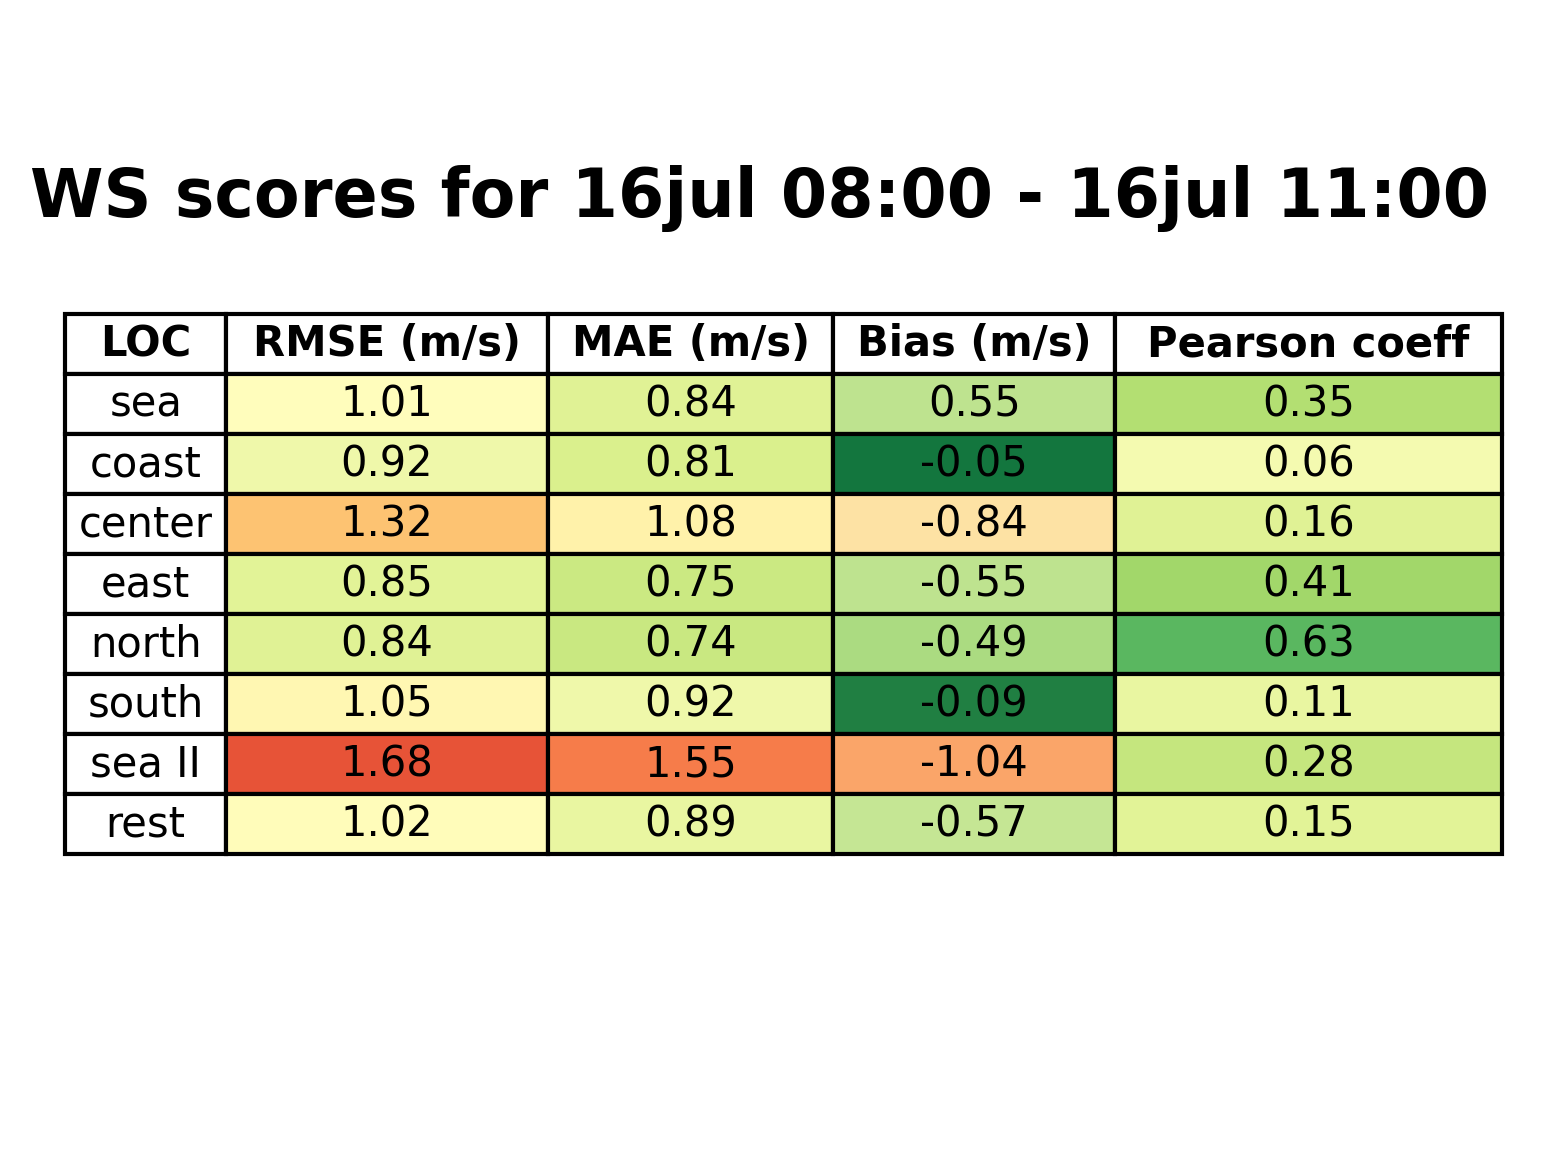 WS scores for 16jul 08:00 - 16jul 11:00
LOC RMSE (m/s) MAE (m/s) Bias (m/s) Pearson coeff
sea 1.01 0.84 0.55 0.35
coast 0.92 0.81 -0.05 0.06
center 1.32 1.08 -0.84 0.16
east 0.85 0.75 -0.55 0.41
north 0.84 0.74 -0.49 0.63
south 1.05 0.92 -0.09 0.11
sea II 1.68 1.55 -1.04 0.28
rest 1.02 0.89 -0.57 0.15